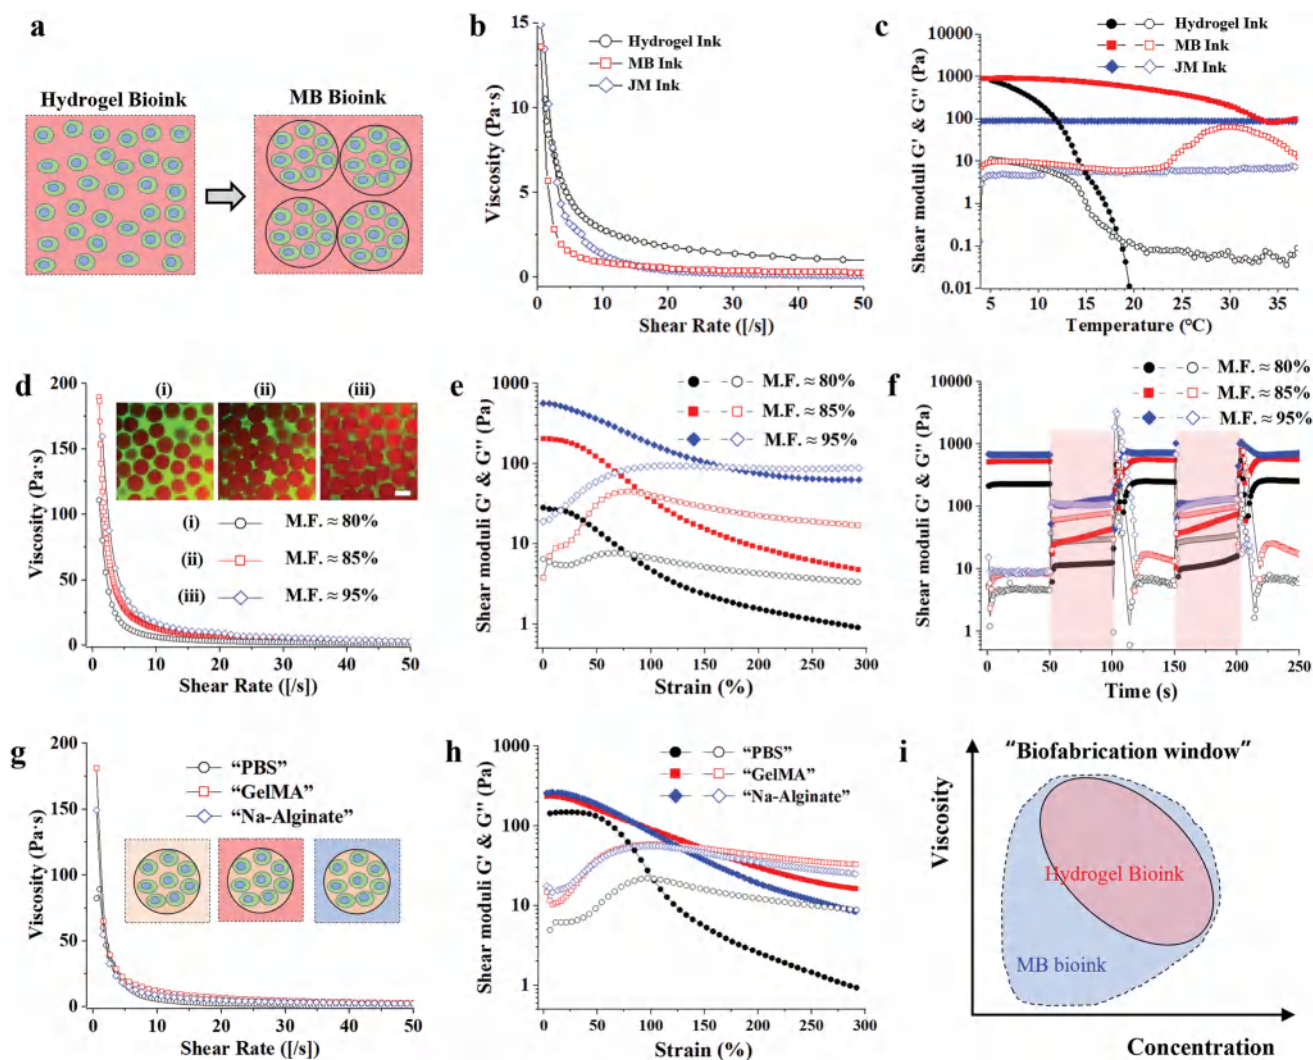 a
Hydrogel Bioink
MB Bioink
b
Viscosity (Pa·s)
15
10
5
0
0
10
20
30
40
50
Shear Rate ([/s])
Hydrogel Ink
MB Ink
JM Ink
c
Shear moduli G' & G'' (Pa)
10000
1000
100
10
1
0.1
0.01
5
10
15
20
25
30
35
Temperature (°C)
Hydrogel Ink
MB Ink
JM Ink
d
Viscosity (Pa·s)
200
150
100
50
0
0
10
20
30
40
50
Shear Rate ([/s])
(i)
(ii)
(iii)
(i) M.F. ≈ 80%
(ii) M.F. ≈ 85%
(iii) M.F. ≈ 95%
e
Shear moduli G' & G'' (Pa)
1000
100
10
1
0
50
100
150
200
250
300
Strain (%)
M.F. ≈ 80%
M.F. ≈ 85%
M.F. ≈ 95%
f
Shear moduli G' & G'' (Pa)
10000
1000
100
10
1
0
50
100
150
200
250
Time (s)
M.F. ≈ 80%
M.F. ≈ 85%
M.F. ≈ 95%
g
Viscosity (Pa·s)
200
150
100
50
0
0
10
20
30
40
50
Shear Rate ([/s])
“PBS”
“GelMA”
“Na-Alginate”
h
Shear moduli G' & G'' (Pa)
1000
100
10
1
0
50
100
150
200
250
300
Strain (%)
“PBS”
“GelMA”
“Na-Alginate”
i
“Biofabrication window”
Viscosity
Hydrogel Bioink
MB bioink
Concentration